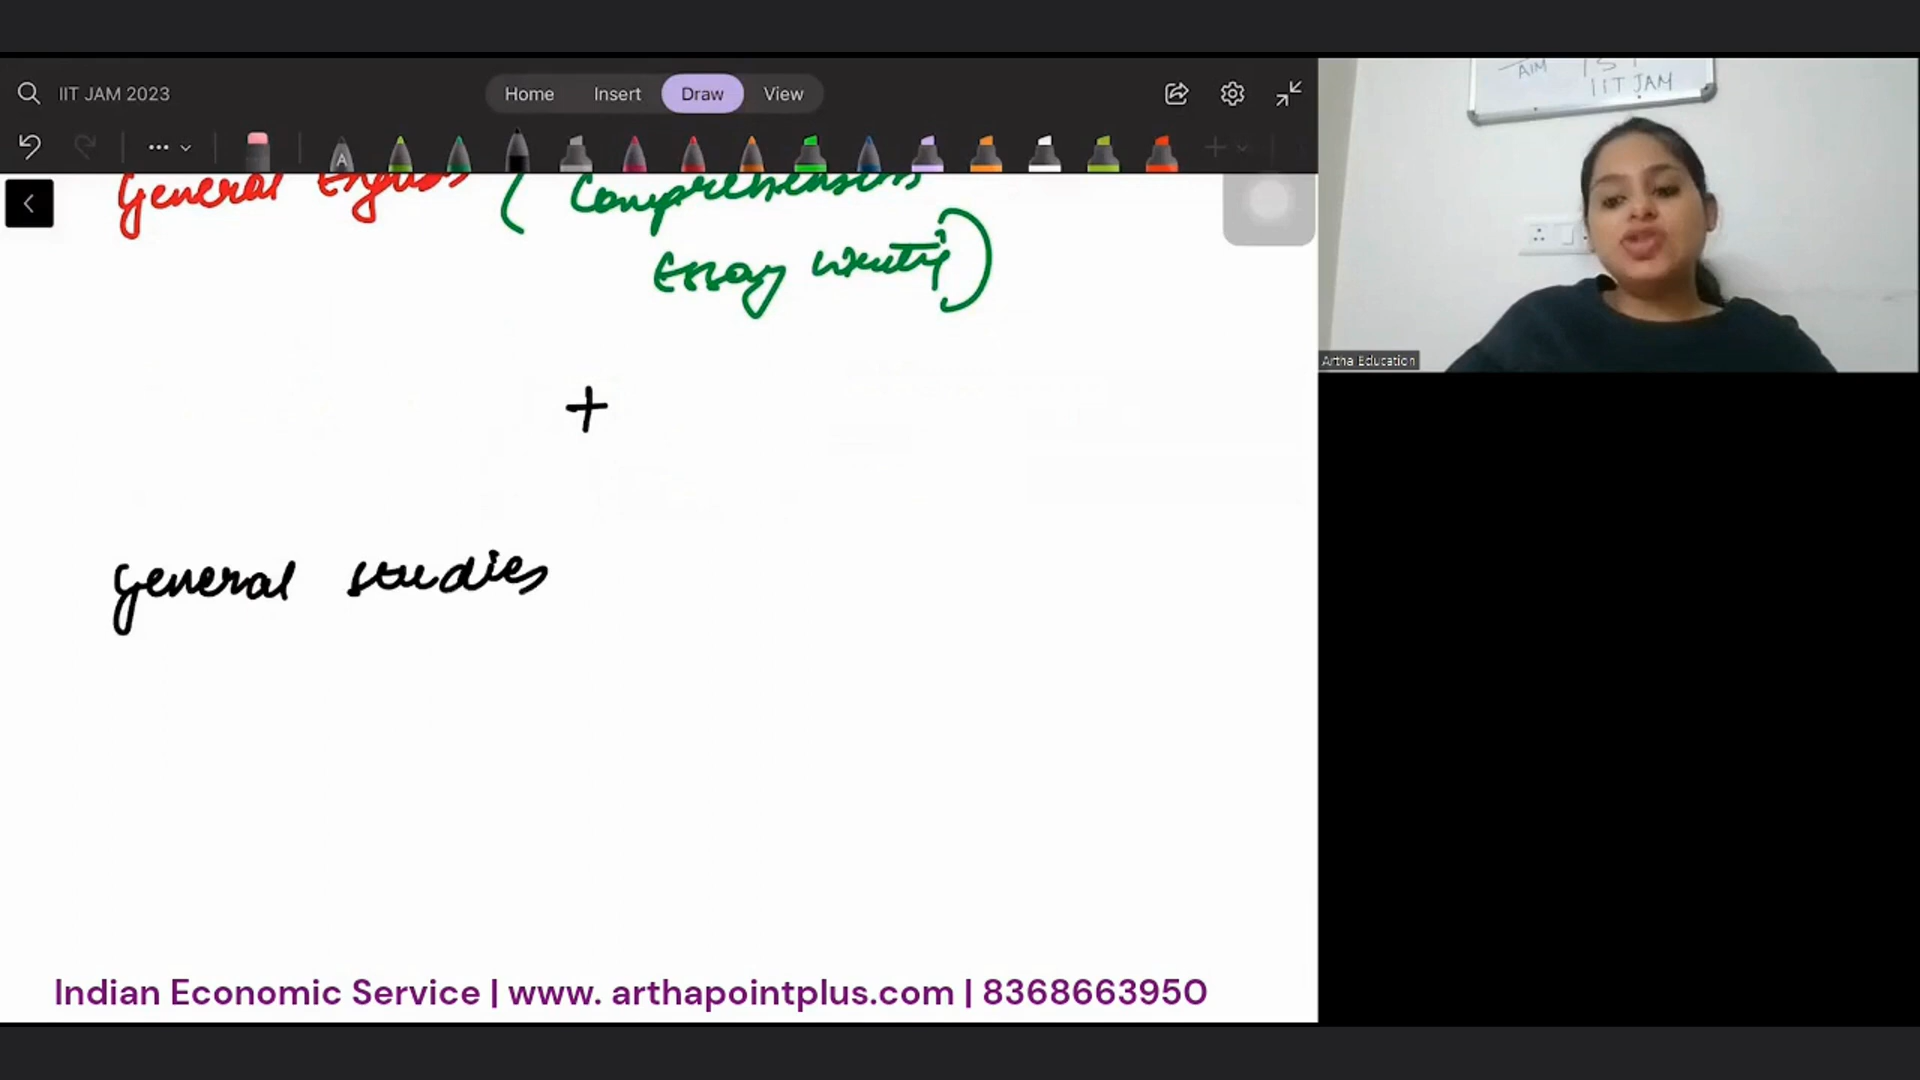 AIM IST
IIT JAM
IIT JAM 2023
Home Insert Draw View
A
General English ( Comprehension
Essay writing )
Artha Education
+
General studies
Indian Economic Service | www. arthapointplus.com | 8368663950